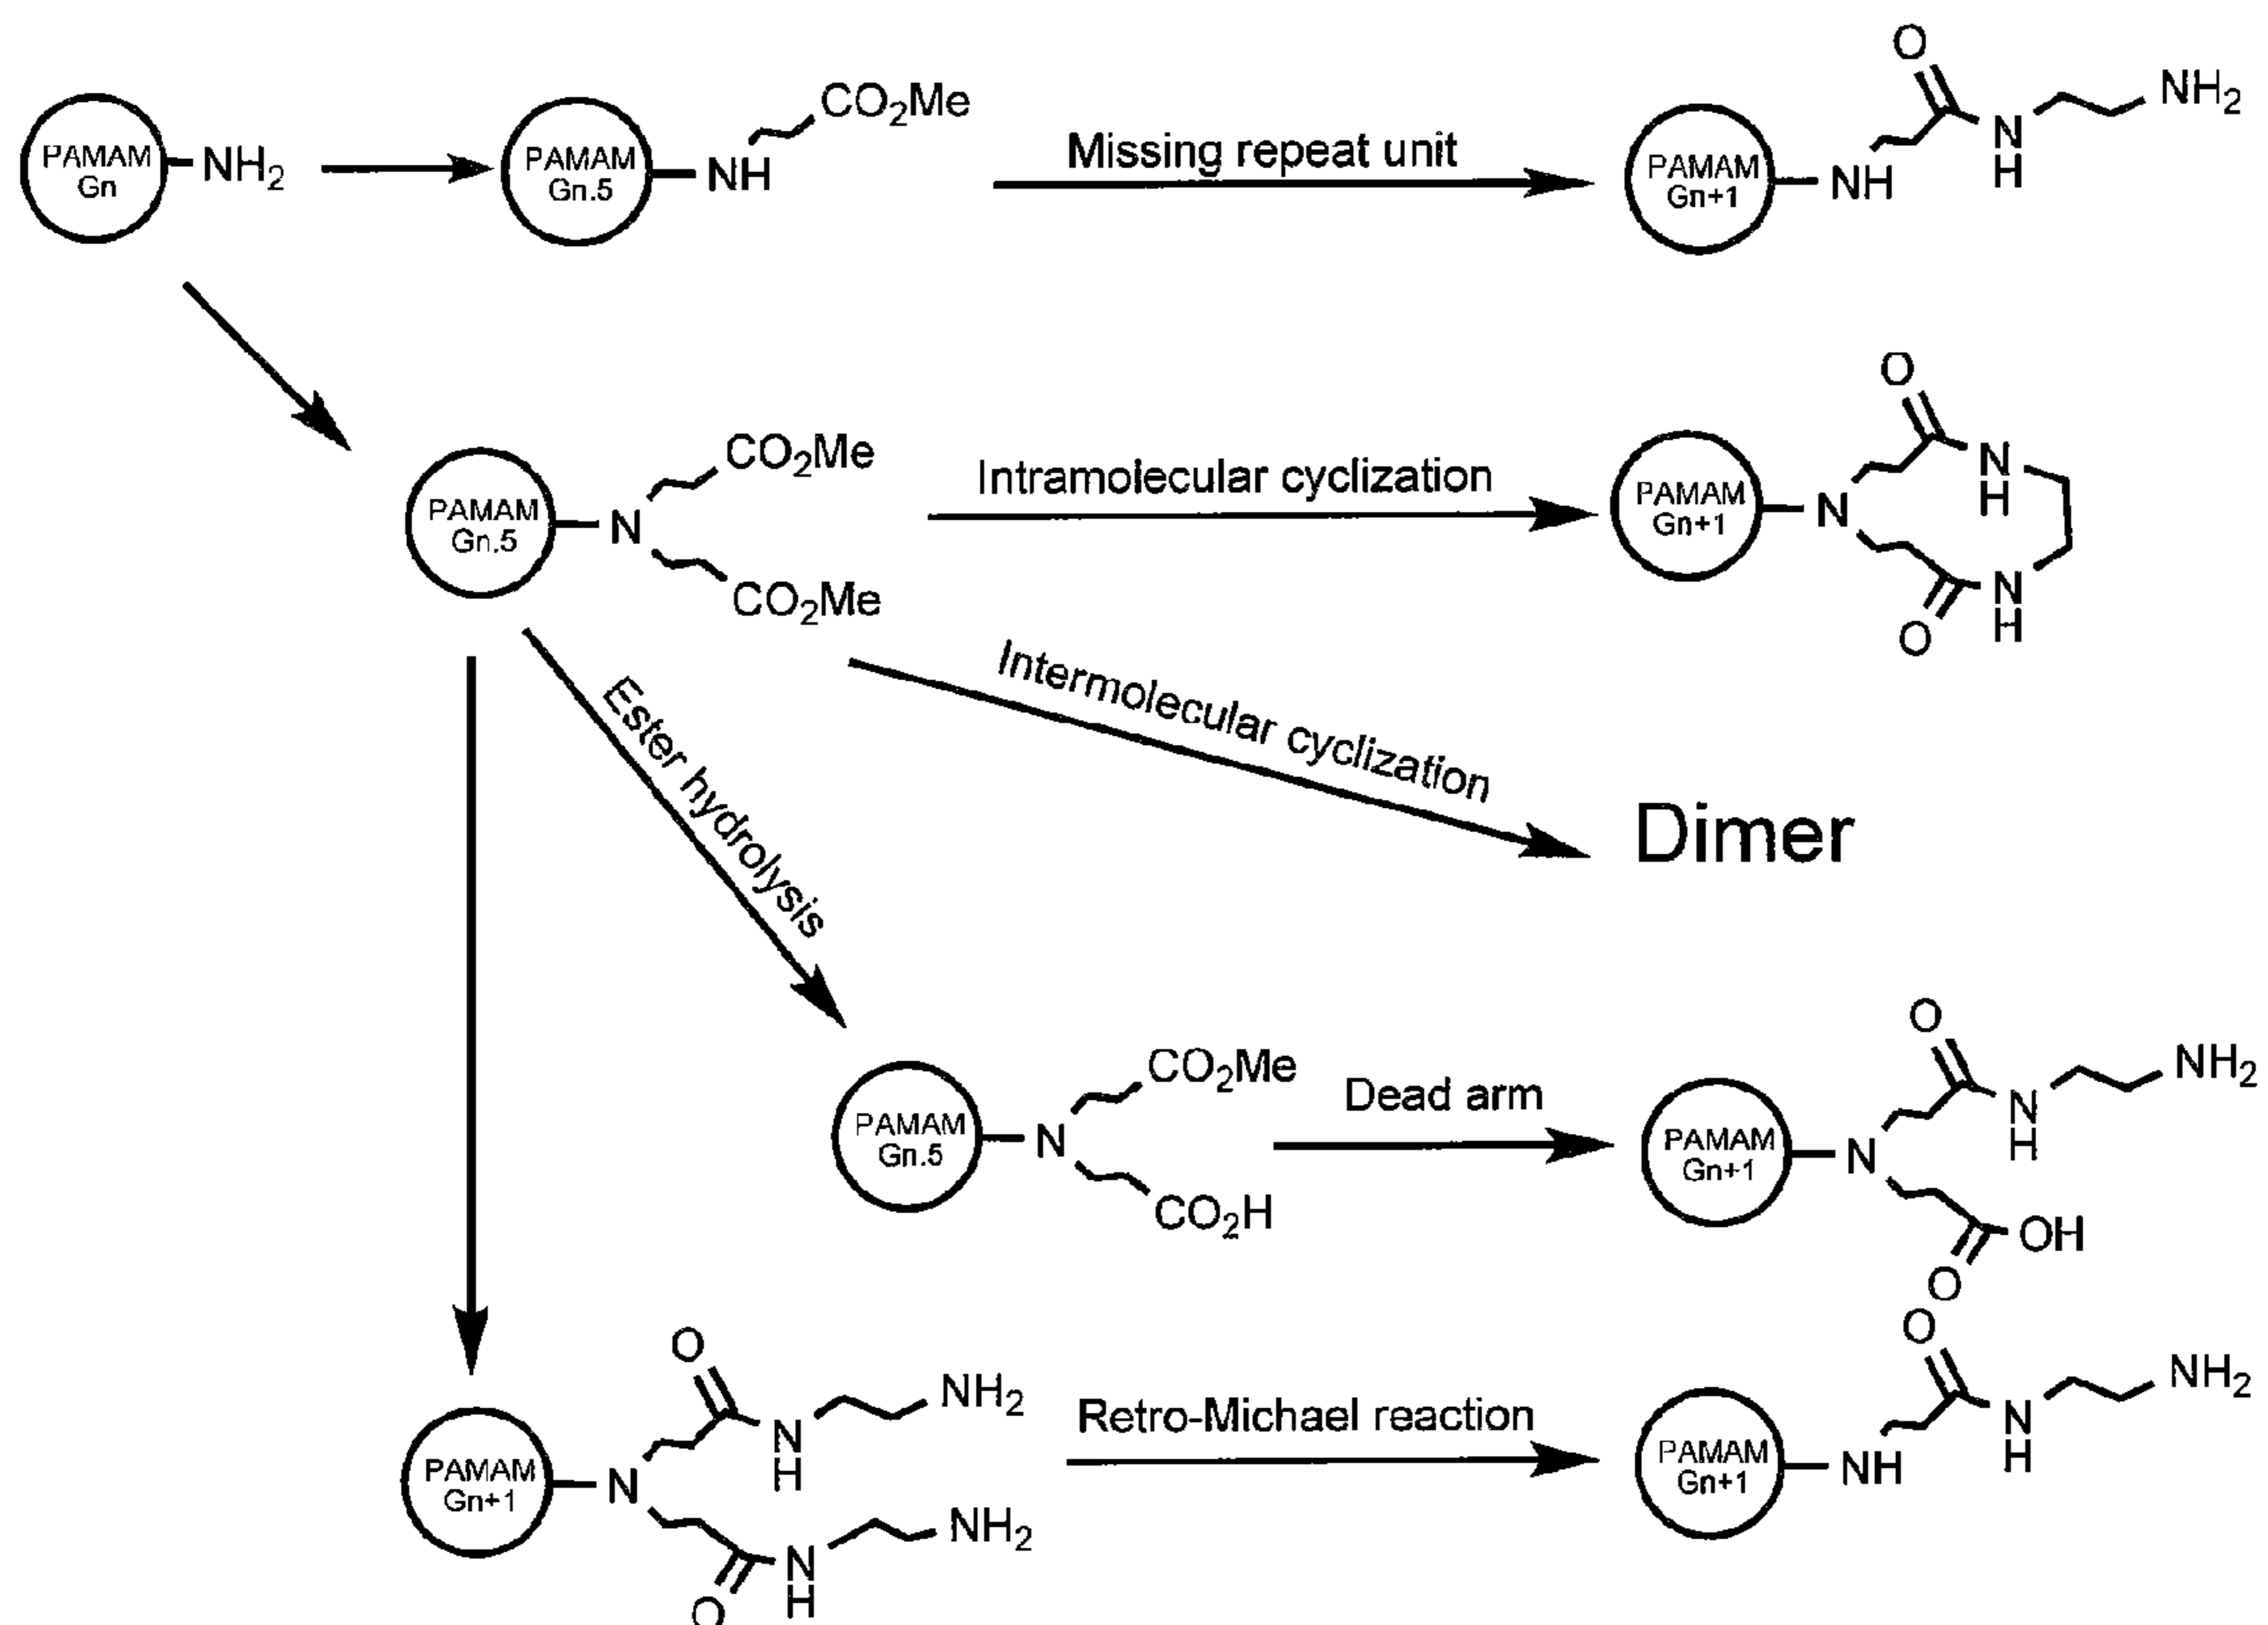 PAMAM
Gn
NH2
PAMAM
Gn.5
NH
CO2Me
Missing repeat unit
PAMAM
Gn+1
NH
O
N
H
NH2
PAMAM
Gn.5
N
CO2Me
CO2Me
Intramolecular cyclization
PAMAM
Gn+1
N
O
N
H
N
H
O
Intermolecular cyclization
Dimer
Ester hydrolysis
PAMAM
Gn.5
N
CO2Me
CO2H
Dead arm
PAMAM
Gn+1
N
O
N
H
NH2
OH
O
PAMAM
Gn+1
N
O
N
H
NH2
O
N
H
NH2
Retro-Michael reaction
PAMAM
Gn+1
NH
O
N
H
NH2